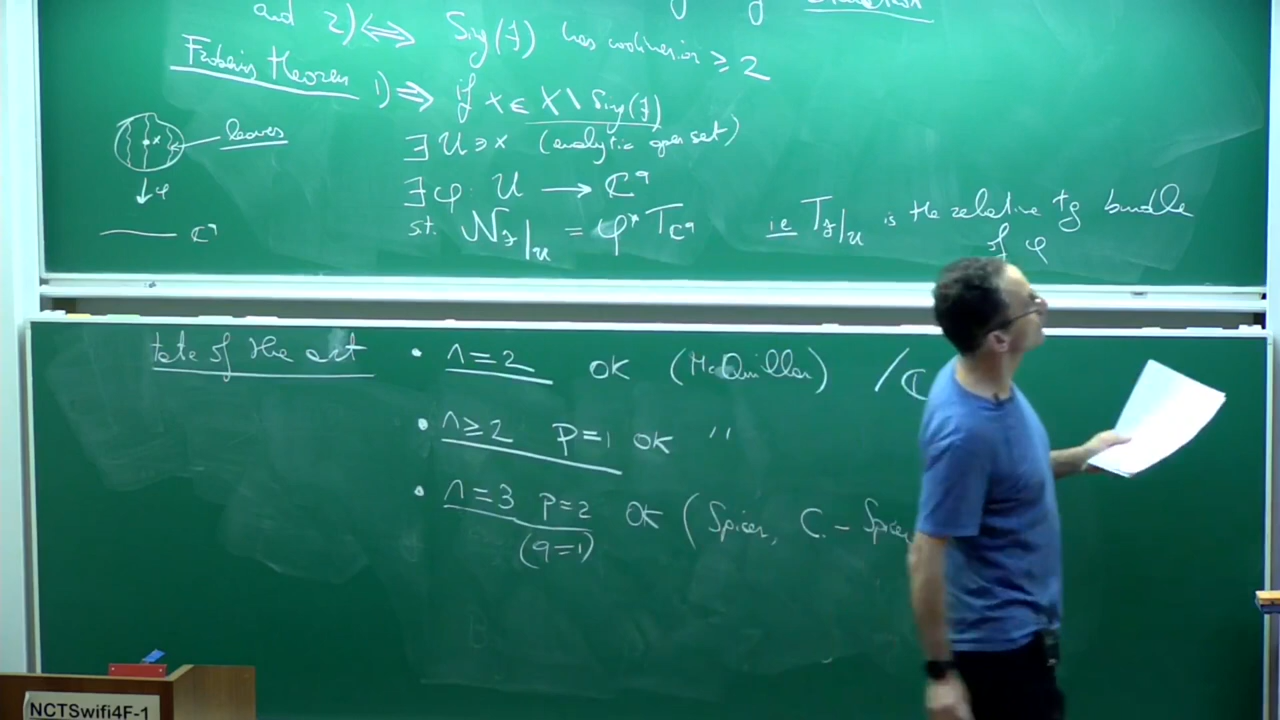 and 2) ⟺ Sing(F) has codimension ⩾ 2
Frobenius theorem 1) ⟹ if x ∈ X \ Sing(F)
leaves
∃ U ∋ x (analytic open set)
φ
∃ φ: U ⟶ ℂ^q
ℂ^q
st. N_F|_U = φ* T_ℂ^q ie T_F|_U is the relative tg bundle
of φ
tate of the art • n=2 OK (McQuillan) /ℂ
• n≥2 p=1 OK "
• n=3 p=2 OK (Spicer, C. - Spicer
(q=1)
NCTSwifi4F-1